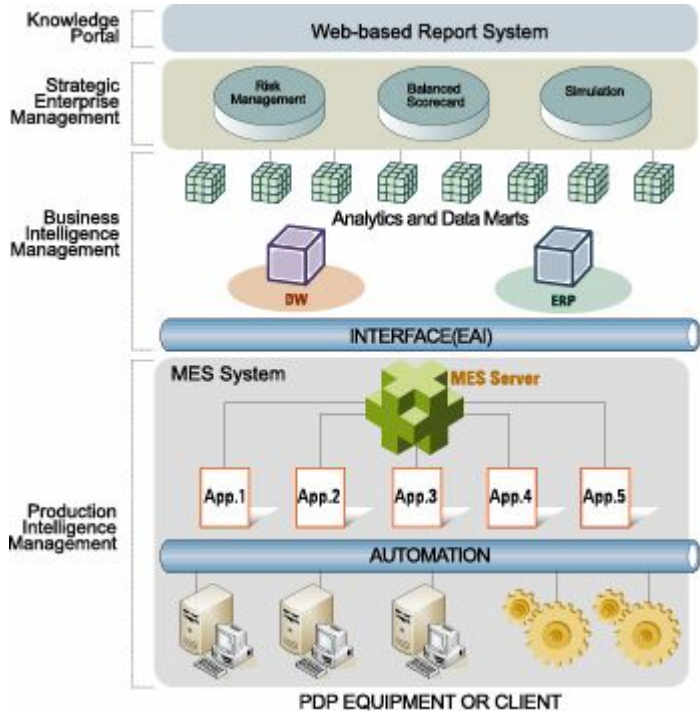 Knowledge
Portal
Web-based Report System
Strategic
Enterprise
Management
Risk
Management
Balanced
Scorecard
Simulation
Business
Intelligence
Management
Analytics and Data Marts
DW
ERP
INTERFACE(EAI)
MES System
MES Server
App.1
App.2
App.3
App.4
App.5
Production
Intelligence
Management
AUTOMATION
PDP EQUIPMENT OR CLIENT